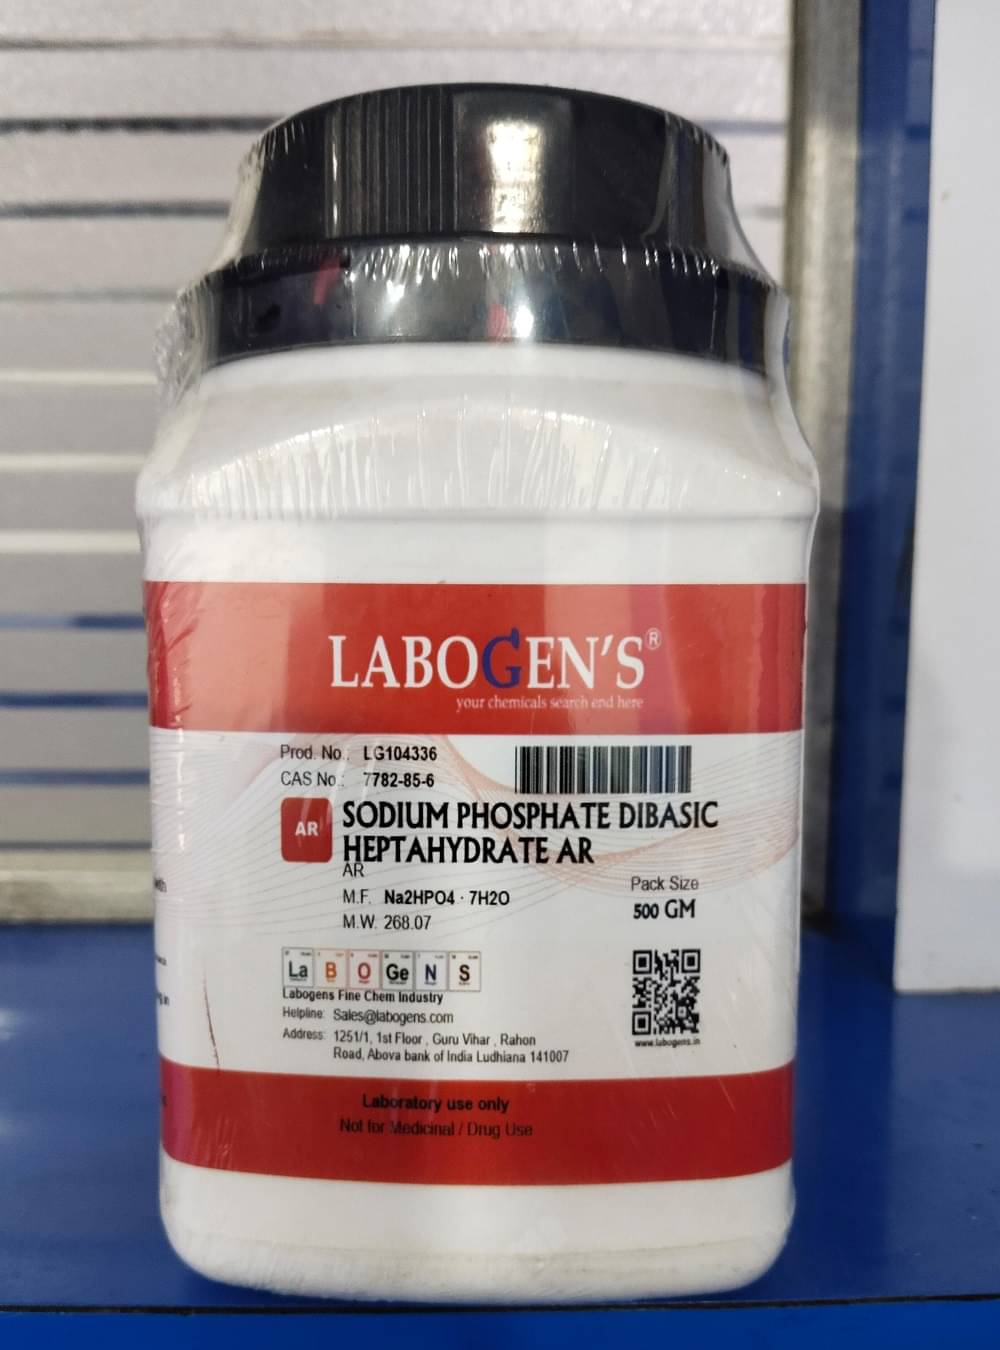 LABOGEN'S®
your chemicals search end here
Prod. No.: LG104336
CAS No.: 7782-85-6
AR
SODIUM PHOSPHATE DIBASIC
HEPTAHYDRATE AR
AR
M.F. Na2HPO4 · 7H2O
M.W. 268.07
Pack Size
500 GM
La B O Ge N S
Labogens Fine Chem Industry
Helpline: Sales@labogens.com
Address: 1251/1, 1st Floor , Guru Vihar , Rahon
Road, Abova bank of India Ludhiana 141007
www.labogens.in
Laboratory use only
Not for Medicinal / Drug Use